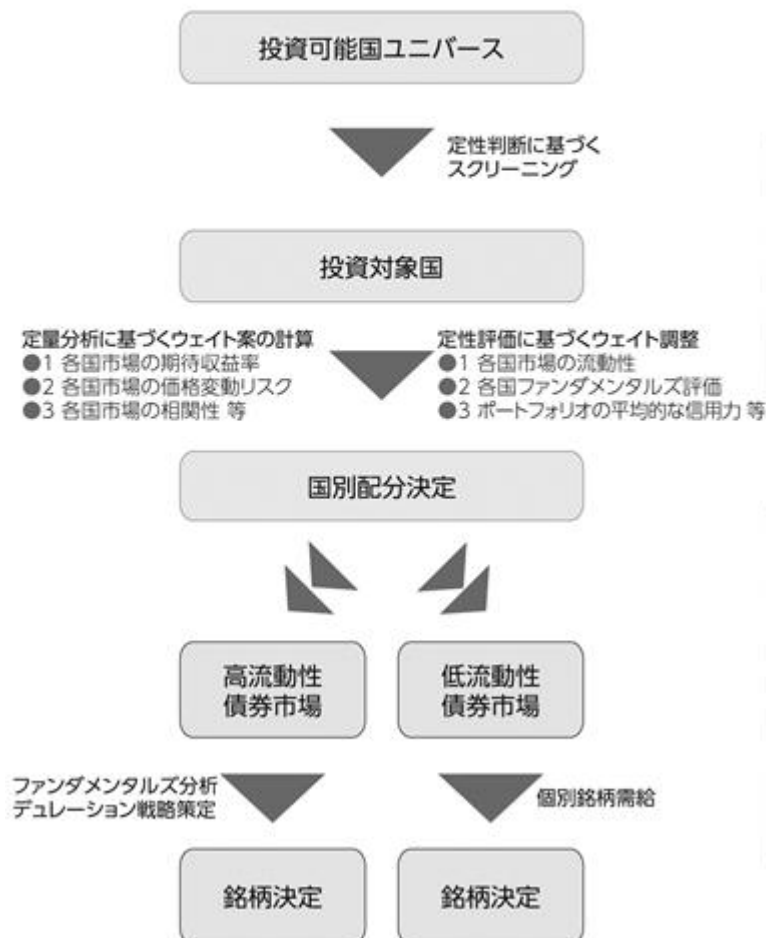 投資可能国ユニバース
定性判断に基づく
スクリーニング
投資対象国
定量分析に基づくウェイト案の計算
●1 各国市場の期待収益率
●2 各国市場の価格変動リスク
●3 各国市場の相関性 等
定性評価に基づくウェイト調整
●1 各国市場の流動性
●2 各国ファンダメンタルズ評価
●3 ポートフォリオの平均的な信用力 等
国別配分決定
高流動性
債券市場
低流動性
債券市場
ファンダメンタルズ分析
デュレーション戦略策定
個別銘柄需給
銘柄決定
銘柄決定